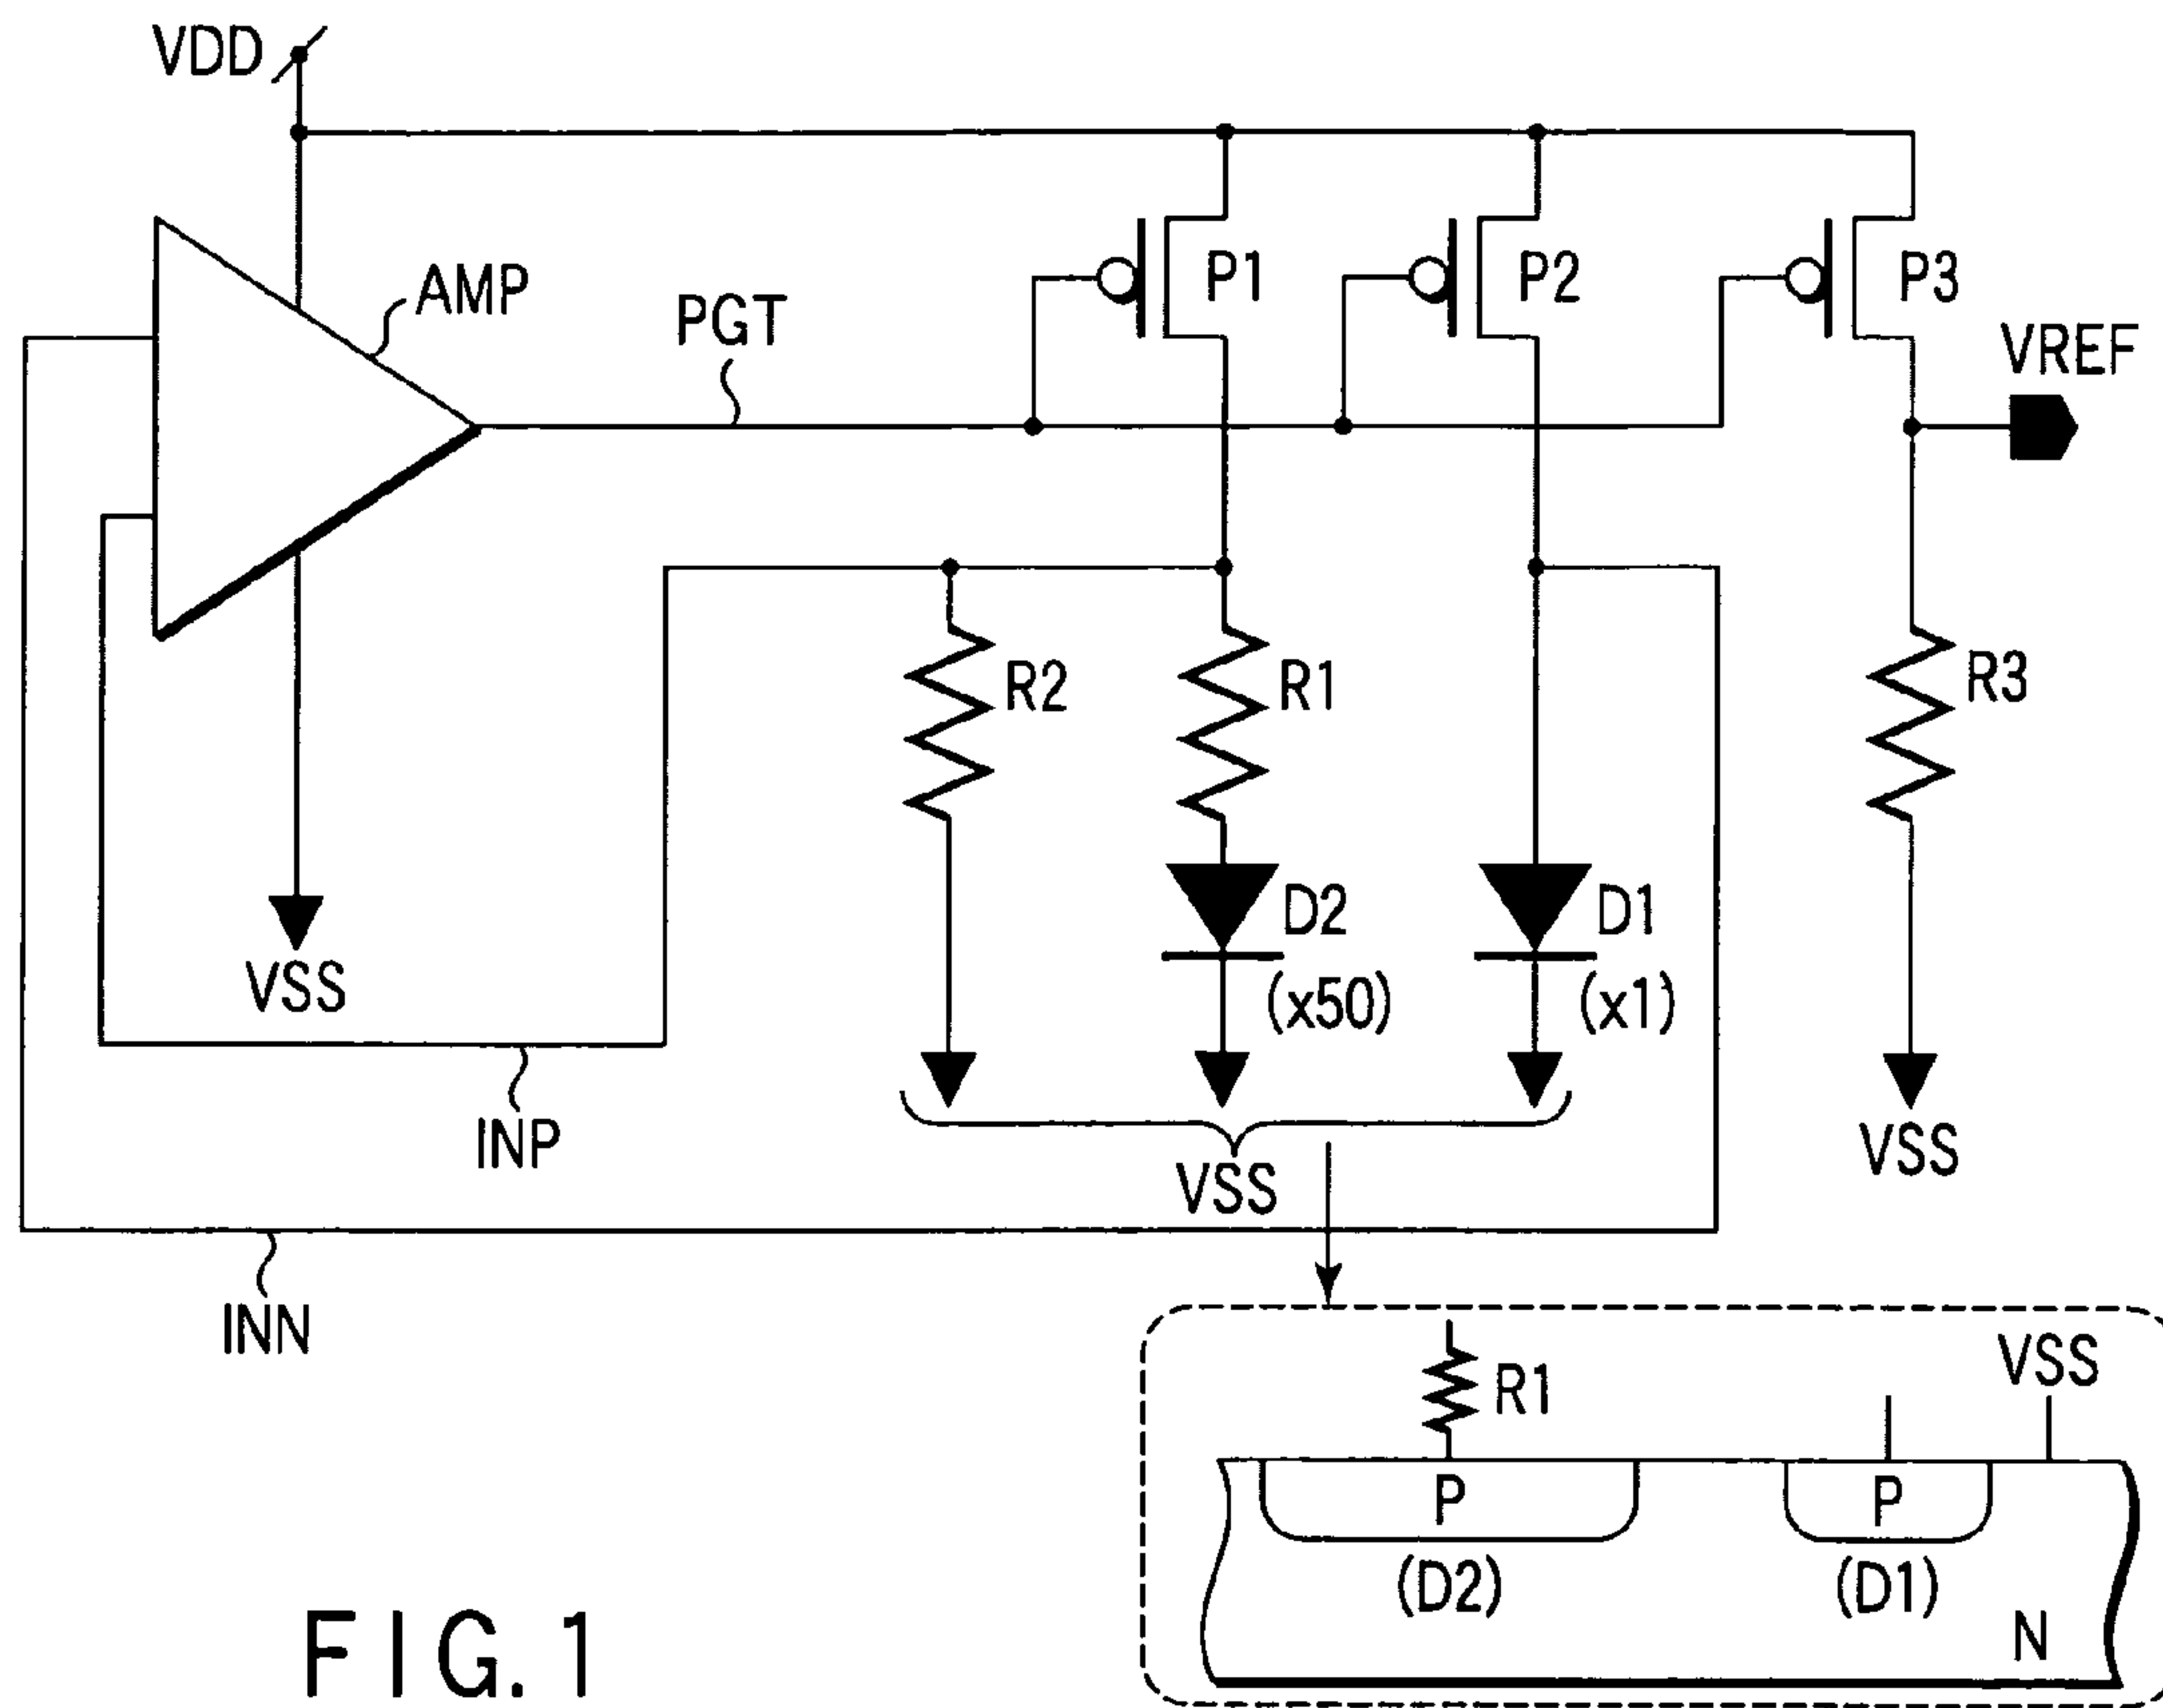 VDD
AMP
PGT
P1
P2
P3
VREF
R2
R1
R3
D2
(x50)
D1
(x1)
VSS
INP
VSS
VSS
INN
R1
VSS
P
P
(D2)
(D1)
N
FIG. 1